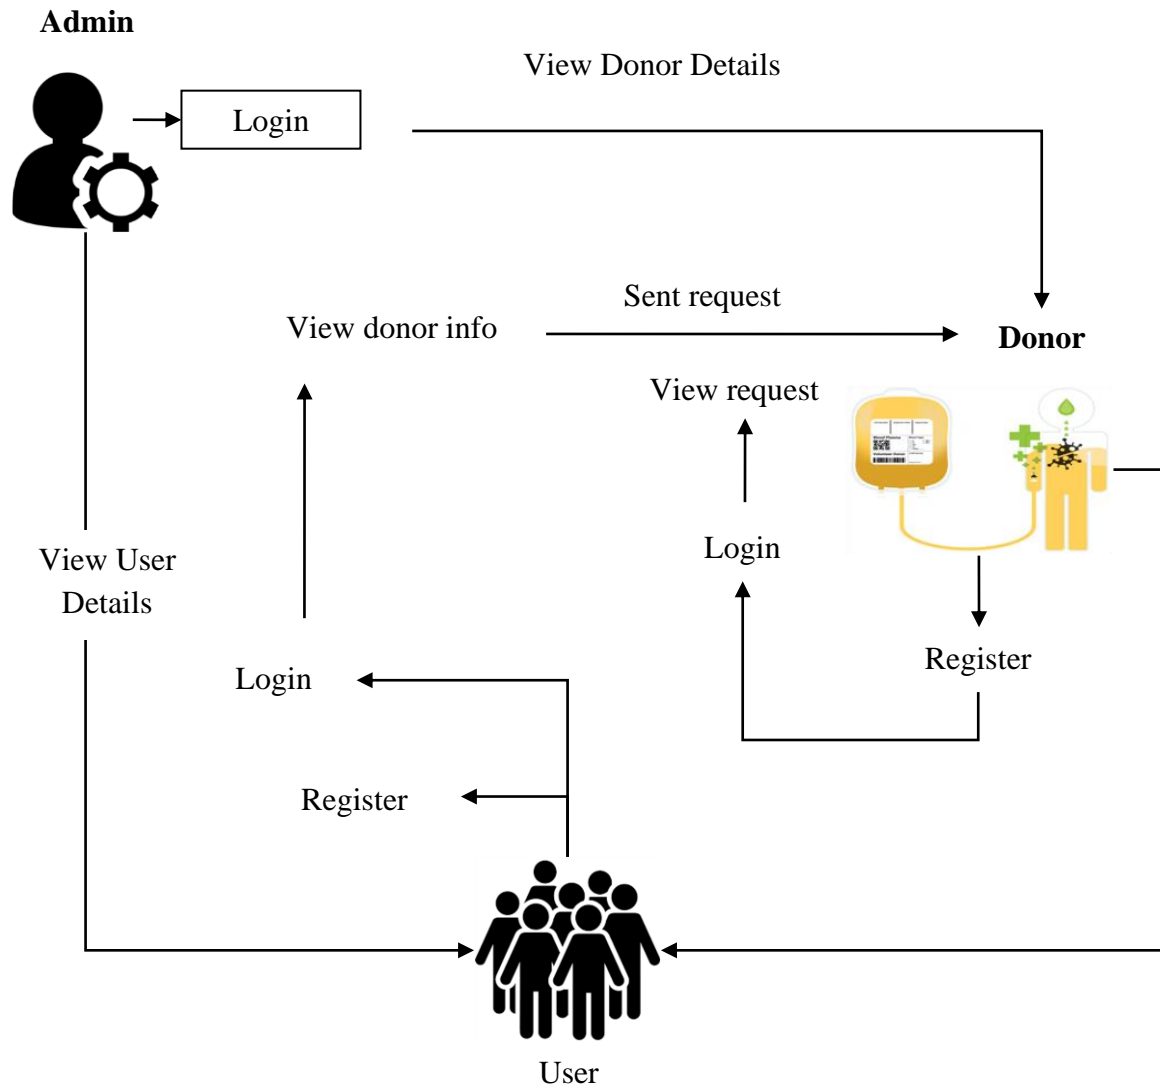 Admin
View Donor Details
Login
Sent request
View donor info
Donor
View request
Login
View User
Details
Register
Login
Register
User